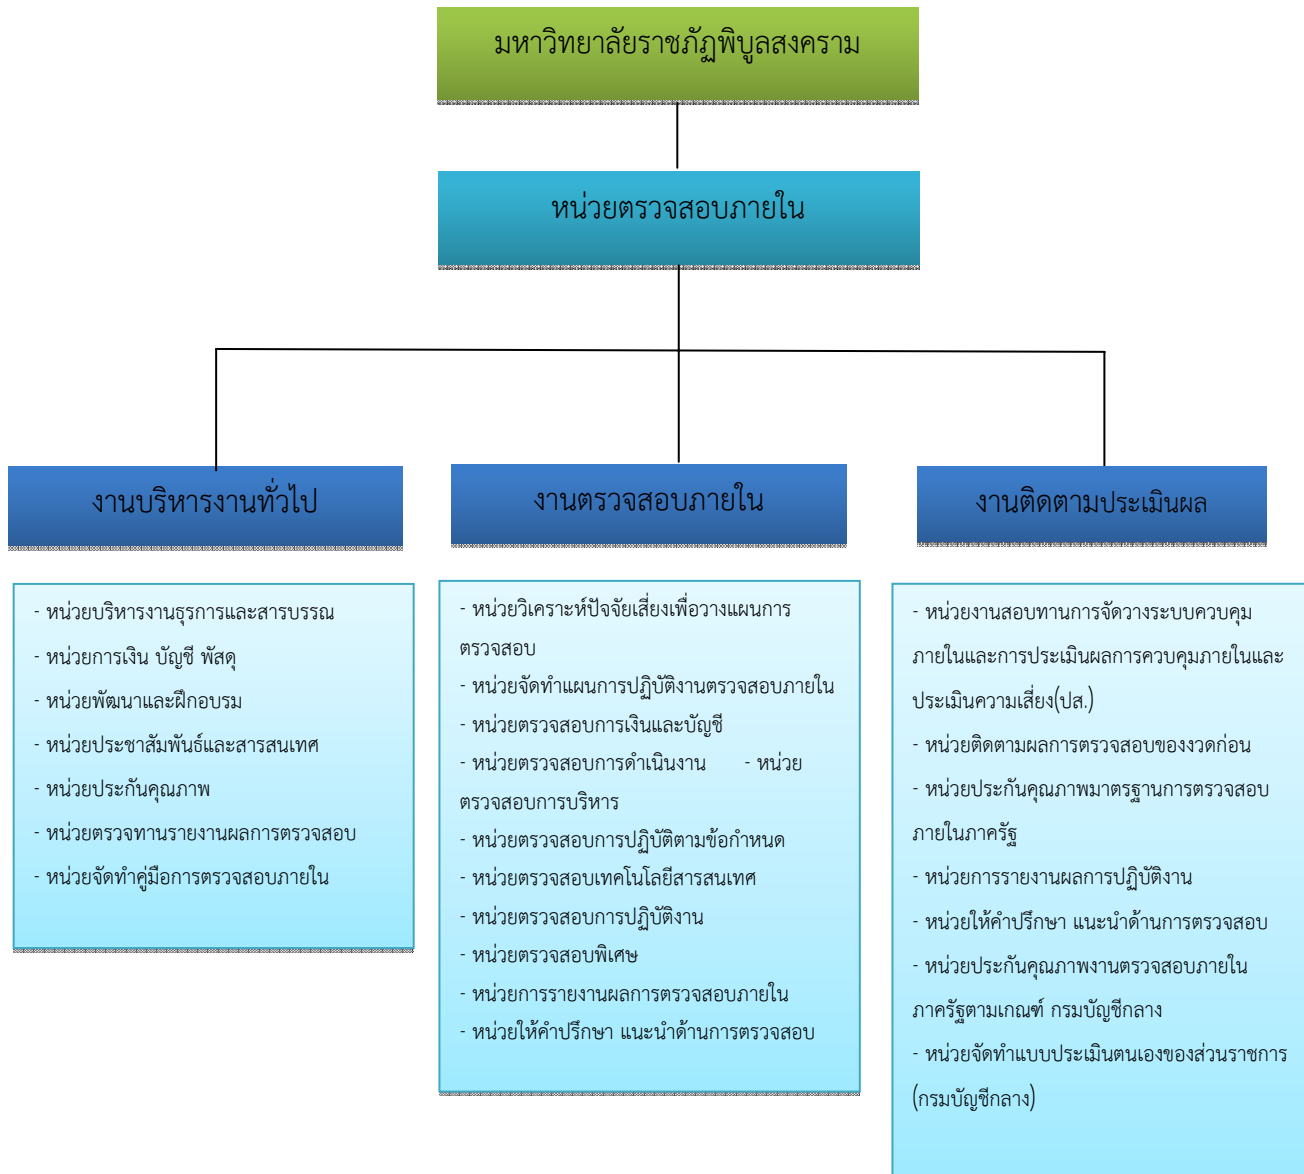 มหาวิทยาลัยราชภัฏพิบูลสงคราม
หน่วยตรวจสอบภายใน
งานบริหารงานทั่วไป
- หน่วยบริหารงานธุรการและสารบรรณ
- หน่วยการเงิน บัญชี พัสดุ
- หน่วยพัฒนาและฝึกอบรม
- หน่วยประชาสัมพันธ์และสารสนเทศ
- หน่วยประกันคุณภาพ
- หน่วยตรวจทานรายงานผลการตรวจสอบ
- หน่วยจัดทำคู่มือการตรวจสอบภายใน
งานตรวจสอบภายใน
- หน่วยวิเคราะห์ปัจจัยเสี่ยงเพื่อวางแผนการ
ตรวจสอบ
- หน่วยจัดทำแผนการปฏิบัติงานตรวจสอบภายใน
- หน่วยตรวจสอบการเงินและบัญชี
- หน่วยตรวจสอบการดำเนินงาน - หน่วย
ตรวจสอบการบริหาร
- หน่วยตรวจสอบการปฏิบัติตามข้อกำหนด
- หน่วยตรวจสอบเทคโนโลยีสารสนเทศ
- หน่วยตรวจสอบการปฏิบัติงาน
- หน่วยตรวจสอบพิเศษ
- หน่วยการรายงานผลการตรวจสอบภายใน
- หน่วยให้คำปรึกษา แนะนำด้านการตรวจสอบ
งานติดตามประเมินผล
- หน่วยงานสอบทานการจัดวางระบบควบคุม
ภายในและการประเมินผลการควบคุมภายในและ
ประเมินความเสี่ยง(ปส.)
- หน่วยติดตามผลการตรวจสอบของงวดก่อน
- หน่วยประกันคุณภาพมาตรฐานการตรวจสอบ
ภายในภาครัฐ
- หน่วยการรายงานผลการปฏิบัติงาน
- หน่วยให้คำปรึกษา แนะนำด้านการตรวจสอบ
- หน่วยประกันคุณภาพงานตรวจสอบภายใน
ภาครัฐตามเกณฑ์ กรมบัญชีกลาง
- หน่วยจัดทำแบบประเมินตนเองของส่วนราชการ
(กรมบัญชีกลาง)